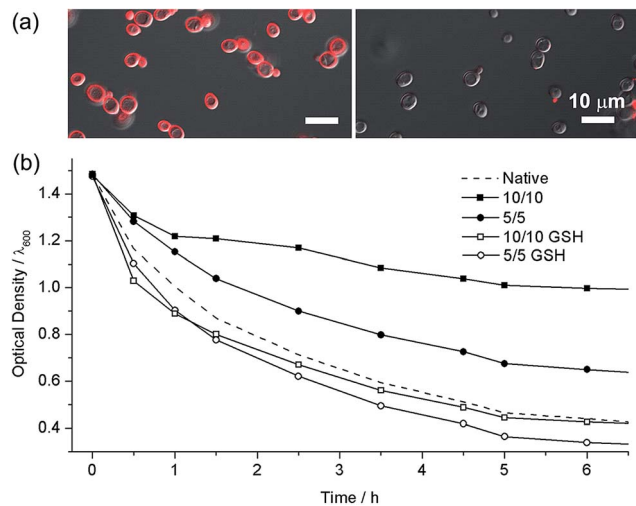 (a)
10 μm
(b)
Native
10/10
5/5
10/10 GSH
5/5 GSH
1.4
1.2
1.0
0.8
0.6
0.4
Optical Density / λ600
0 1 2 3 4 5 6
Time / h